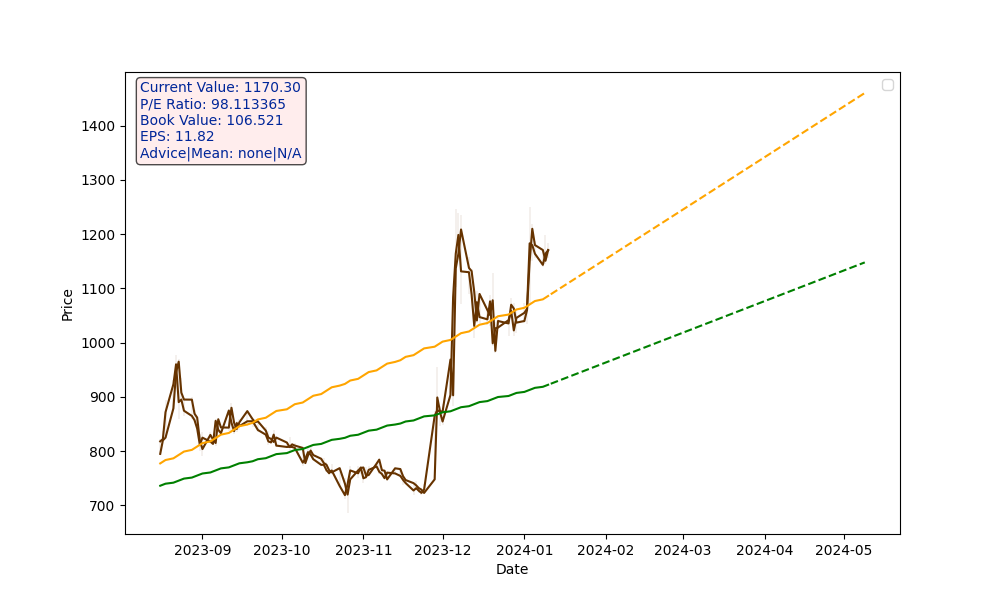 Current Value: 1170.30
P/E Ratio: 98.113365
Book Value: 106.521
EPS: 11.82
Advice|Mean: none|N/A
1400
1300
1200
1100
1000
900
800
700
Price
2023-09 2023-10 2023-11 2023-12 2024-01 2024-02 2024-03 2024-04 2024-05
Date